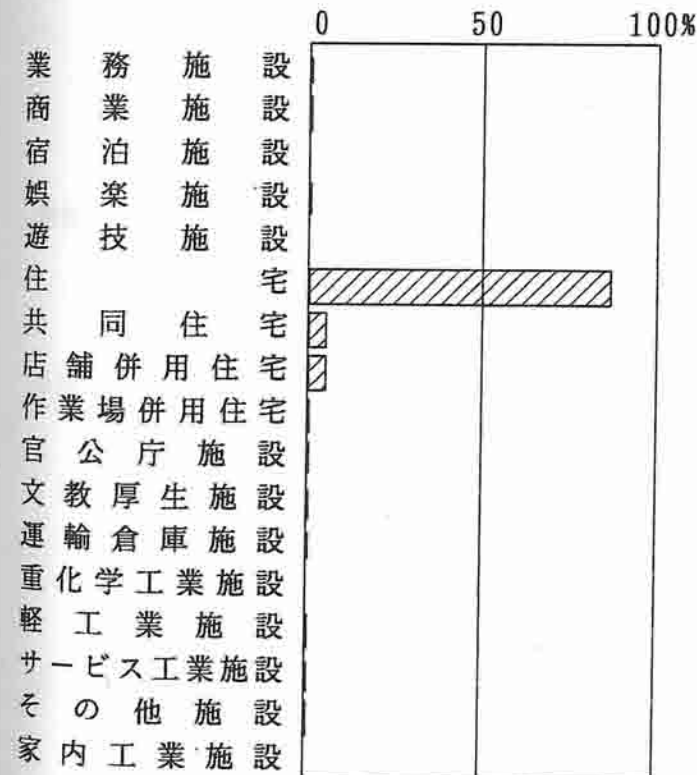 0 50 100%
業務施設
商業施設
宿泊施設
娯楽施設
遊技施設
住宅
共同住宅
店舗併用住宅
作業場併用住宅
官公庁施設
文教厚生施設
運輸倉庫施設
重化学工業施設
軽工業施設
サービス工業施設
その他施設
家内工業施設